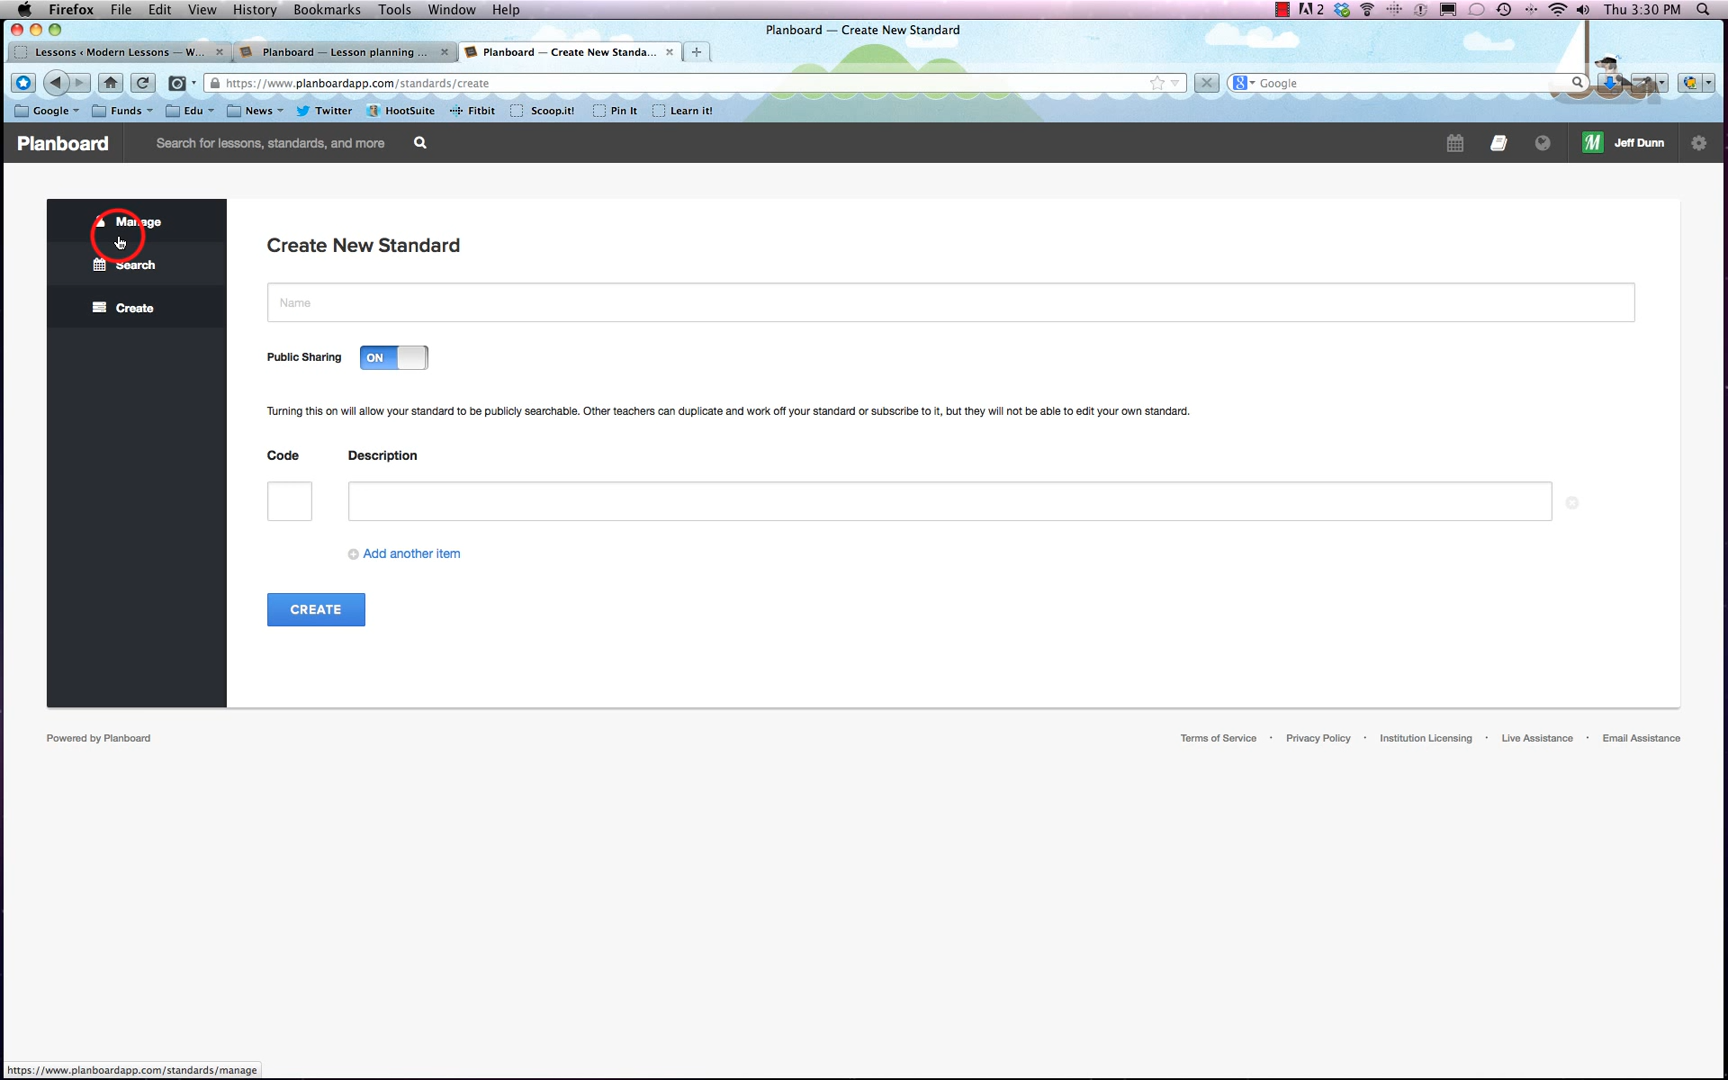 Firefox File Edit View History Bookmarks Tools Window Help 2 Thu 3:30 PM
Planboard — Create New Standard
Lessons ‹ Modern Lessons — W... Planboard — Lesson planning ... Planboard — Create New Standa...
https://www.planboardapp.com/standards/create Google
Google Funds Edu News Twitter HootSuite Fitbit Scoop.it! Pin It Learn it!
Planboard Search for lessons, standards, and more M Jeff Dunn
Manage
Search
Create
Create New Standard
Name
Public Sharing ON
Turning this on will allow your standard to be publicly searchable. Other teachers can duplicate and work off your standard or subscribe to it, but they will not be able to edit your own standard.
Code Description
Add another item
CREATE
Powered by Planboard Terms of Service · Privacy Policy · Institution Licensing · Live Assistance · Email Assistance
https://www.planboardapp.com/standards/manage